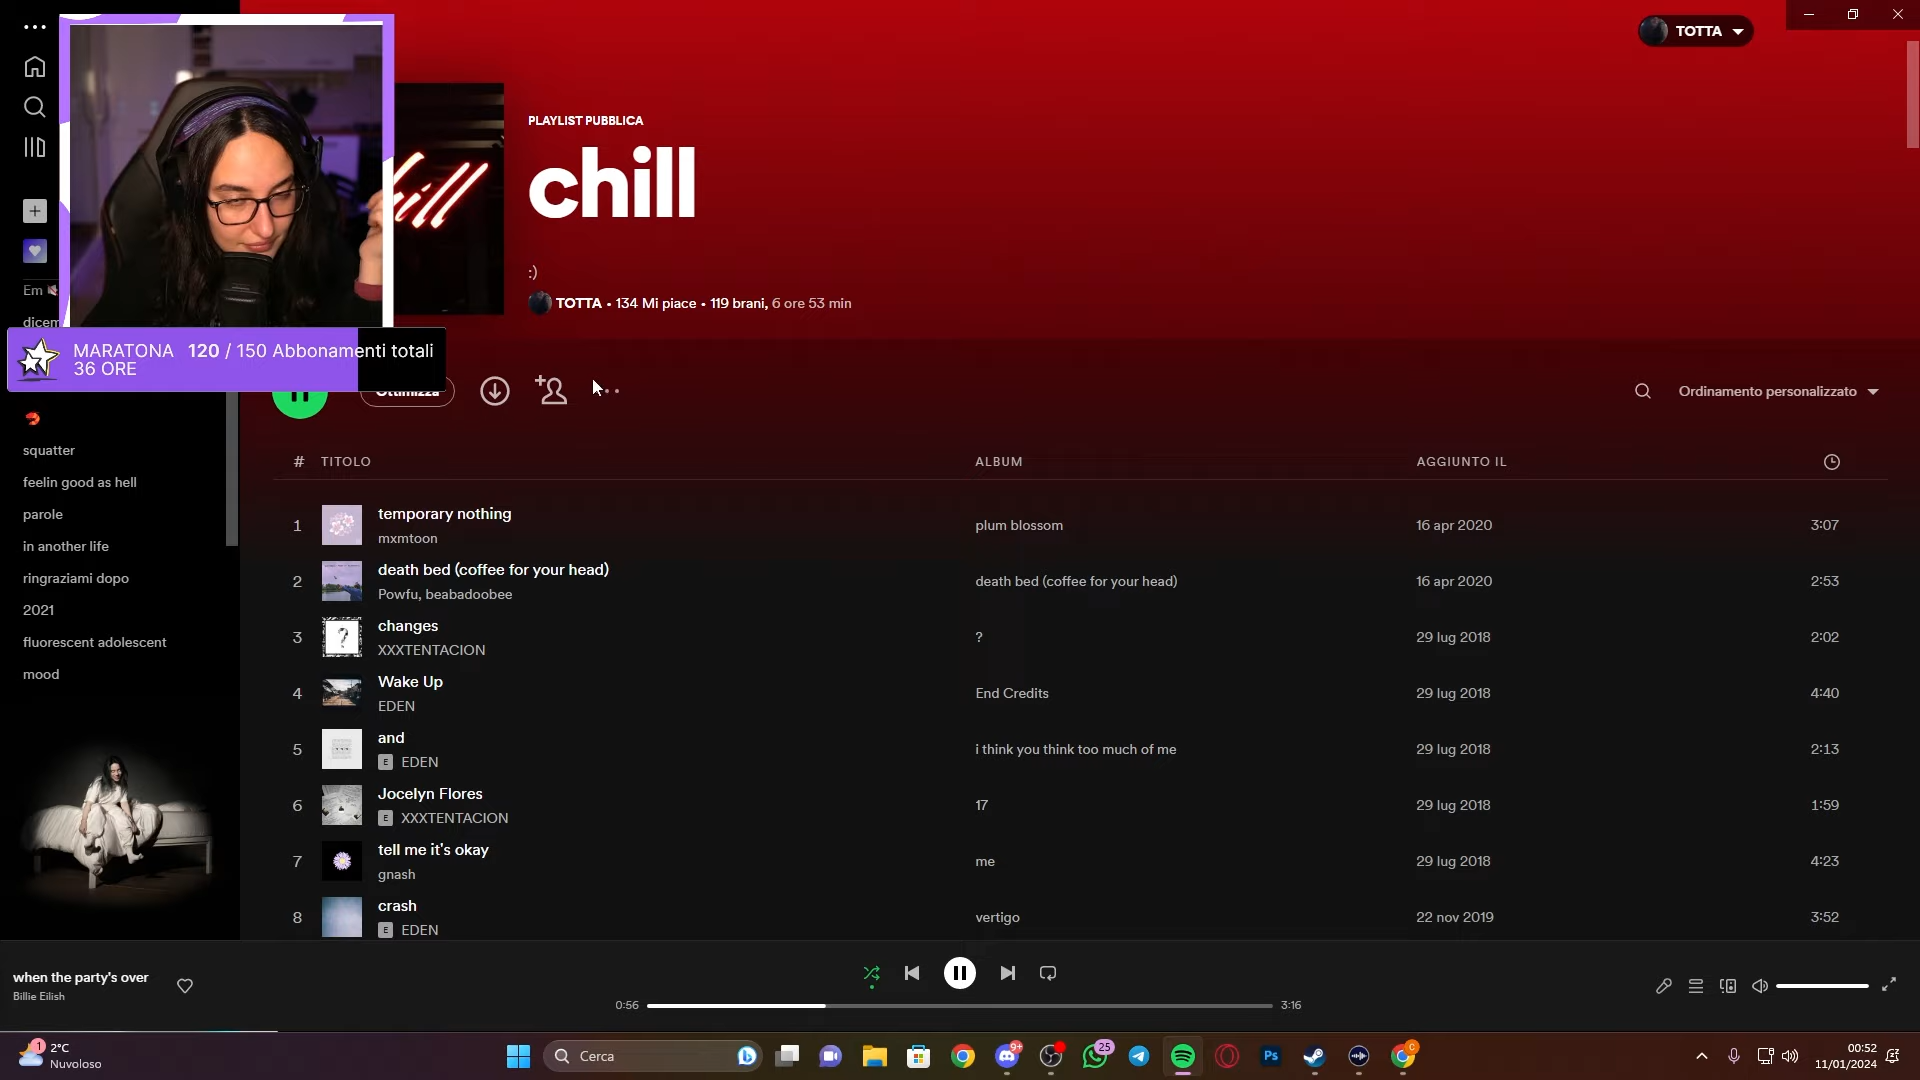 TOTTA
PLAYLIST PUBBLICA
chill
:)
TOTTA • 134 Mi piace • 119 brani, 6 ore 53 min
Em
dicem
MARATONA 120 / 150 Abbonamenti totali
36 ORE
Ottimizza
Ordinamento personalizzato
squatter
feelin good as hell
parole
in another life
ringraziami dopo
2021
fluorescent adolescent
mood
# TITOLO ALBUM AGGIUNTO IL
1 temporary nothing plum blossom 16 apr 2020 3:07
mxmtoon
2 death bed (coffee for your head) death bed (coffee for your head) 16 apr 2020 2:53
Powfu, beabadoobee
3 changes ? 29 lug 2018 2:02
XXXTENTACION
4 Wake Up End Credits 29 lug 2018 4:40
EDEN
5 and i think you think too much of me 29 lug 2018 2:13
E EDEN
6 Jocelyn Flores 17 29 lug 2018 1:59
E XXXTENTACION
7 tell me it's okay me 29 lug 2018 4:23
gnash
8 crash vertigo 22 nov 2019 3:52
E EDEN
when the party's over
Billie Eilish
0:56 3:16
1 2°C
Nuvoloso
Cerca
9+
25
Ps
C
00:52
11/01/2024